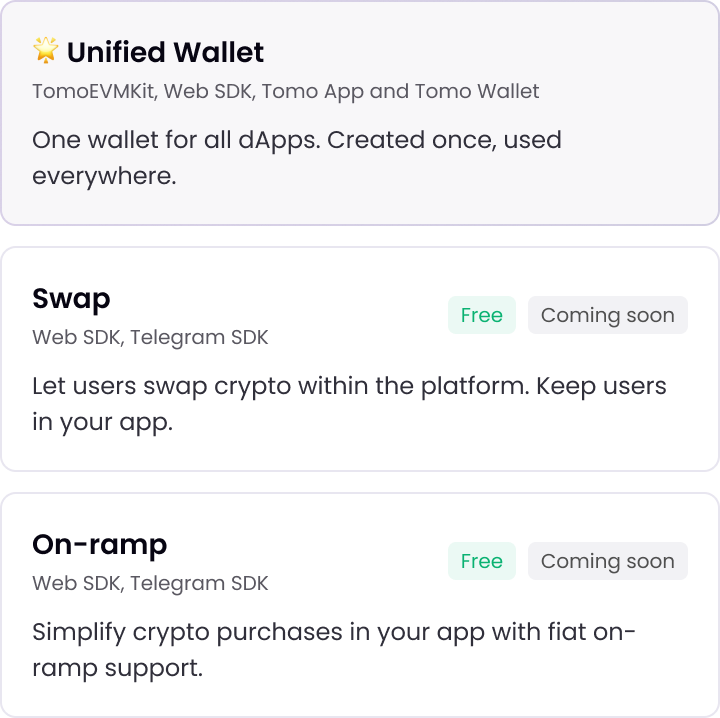 🌟 Unified Wallet
TomoEVMKit, Web SDK, Tomo App and Tomo Wallet
One wallet for all dApps. Created once, used
everywhere.
Swap
Web SDK, Telegram SDK
Free
Coming soon
Let users swap crypto within the platform. Keep users
in your app.
On-ramp
Web SDK, Telegram SDK
Free
Coming soon
Simplify crypto purchases in your app with fiat on-
ramp support.